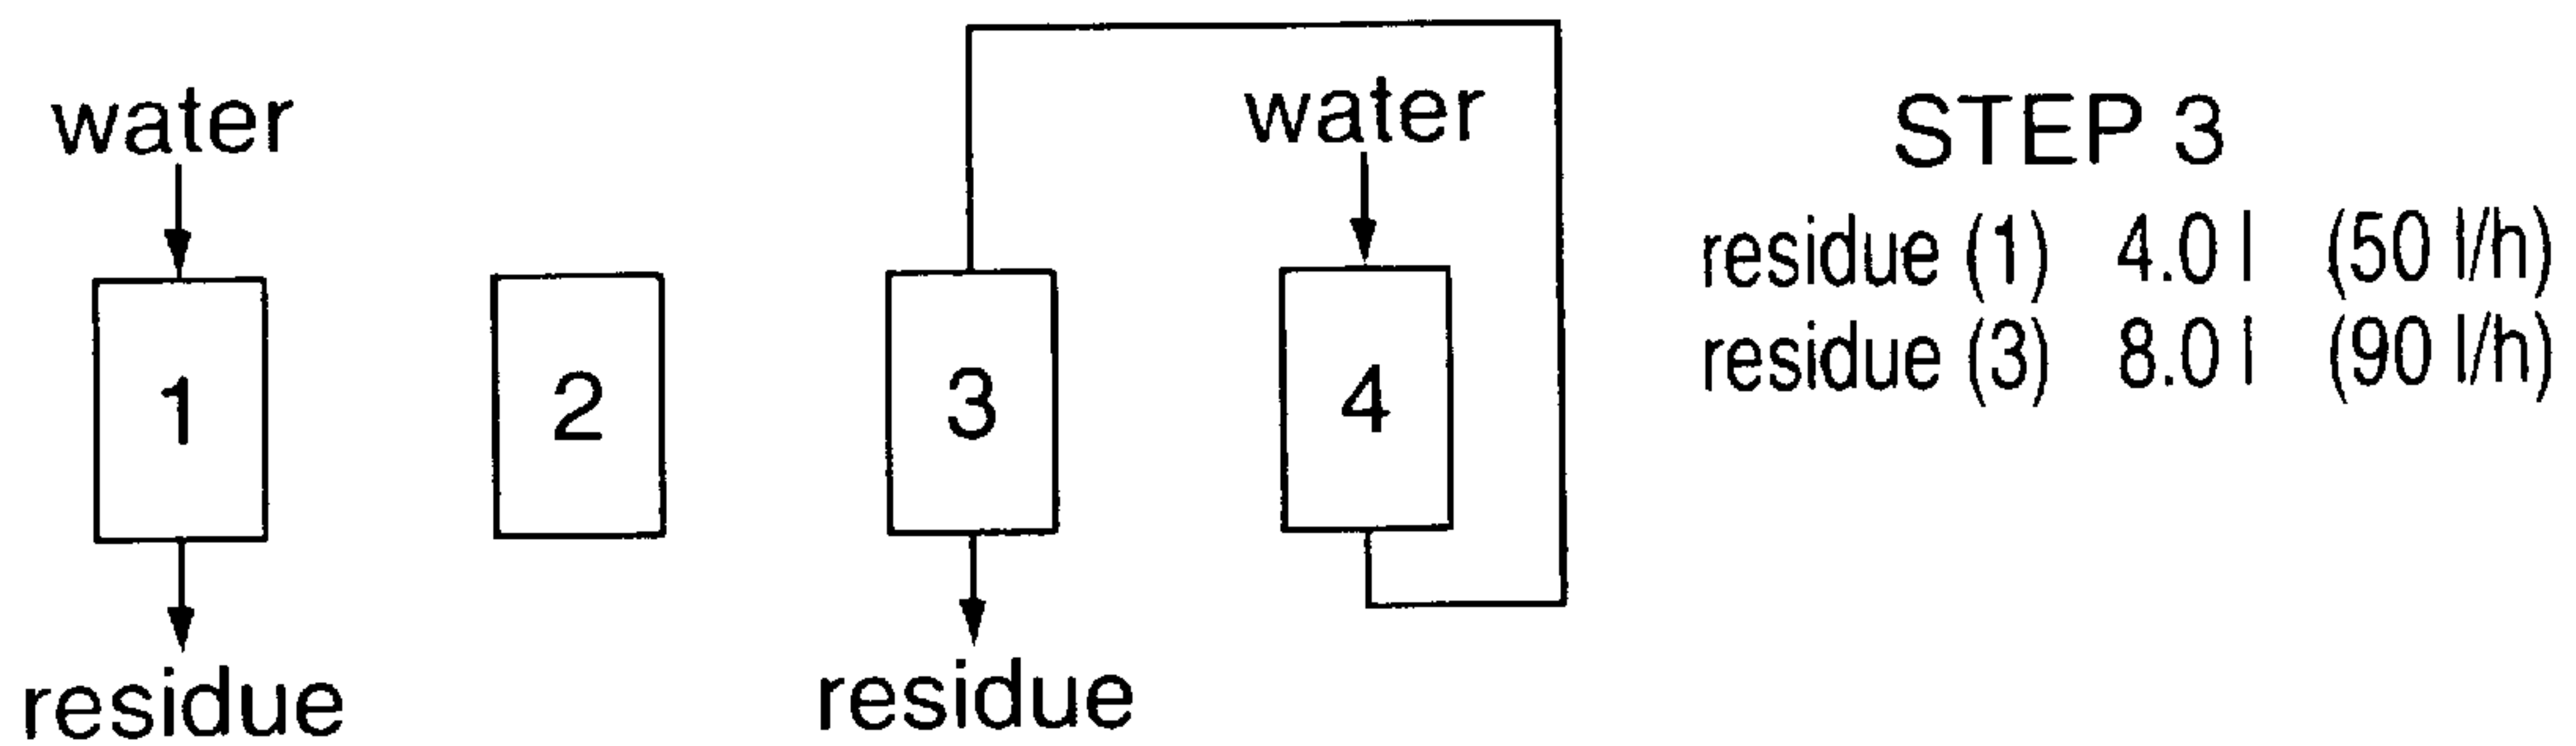 water
water
STEP 3
residue (1) 4.0 l (50 l/h)
residue (3) 8.0 l (90 l/h)
1
2
3
4
residue
residue